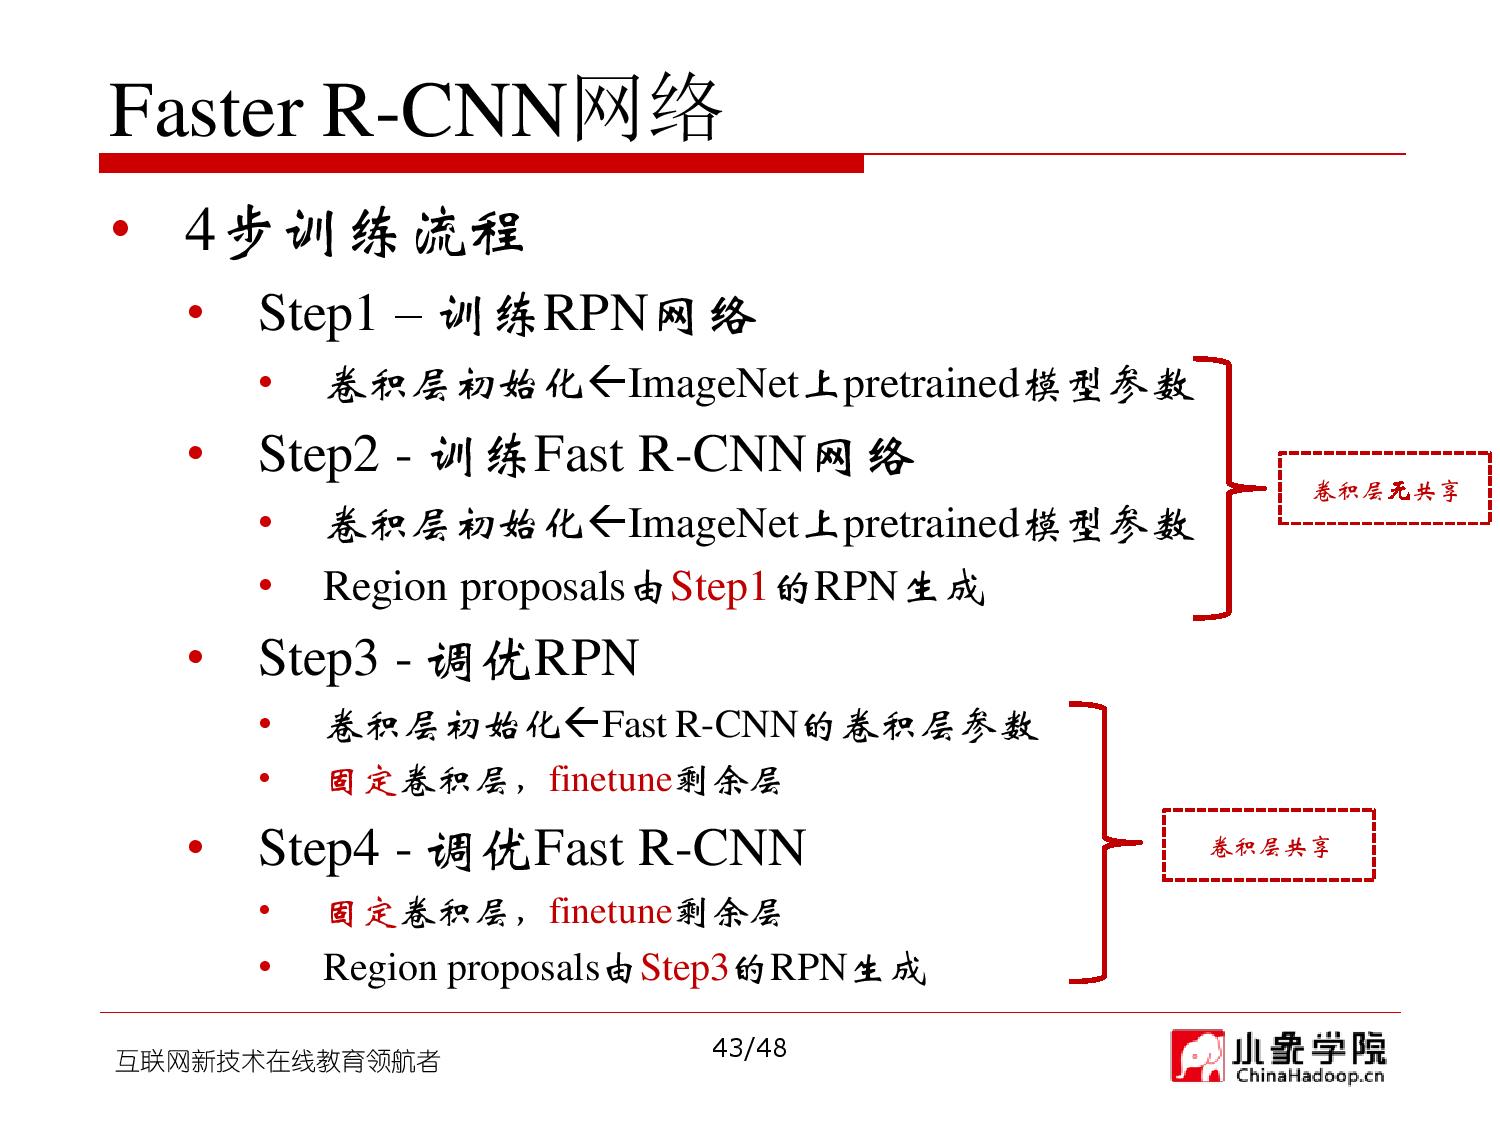 Faster R-CNN网络
• 4步训练流程
• Step1 – 训练RPN网络
• 卷积层初始化←ImageNet上pretrained模型参数
• Step2 - 训练Fast R-CNN网络
• 卷积层初始化←ImageNet上pretrained模型参数
• Region proposals由Step1的RPN生成
卷积层无共享
• Step3 - 调优RPN
• 卷积层初始化←Fast R-CNN的卷积层参数
• 固定卷积层，finetune剩余层
• Step4 - 调优Fast R-CNN
• 固定卷积层，finetune剩余层
• Region proposals由Step3的RPN生成
卷积层共享
互联网新技术在线教育领航者
43/48
小象学院
ChinaHadoop.cn